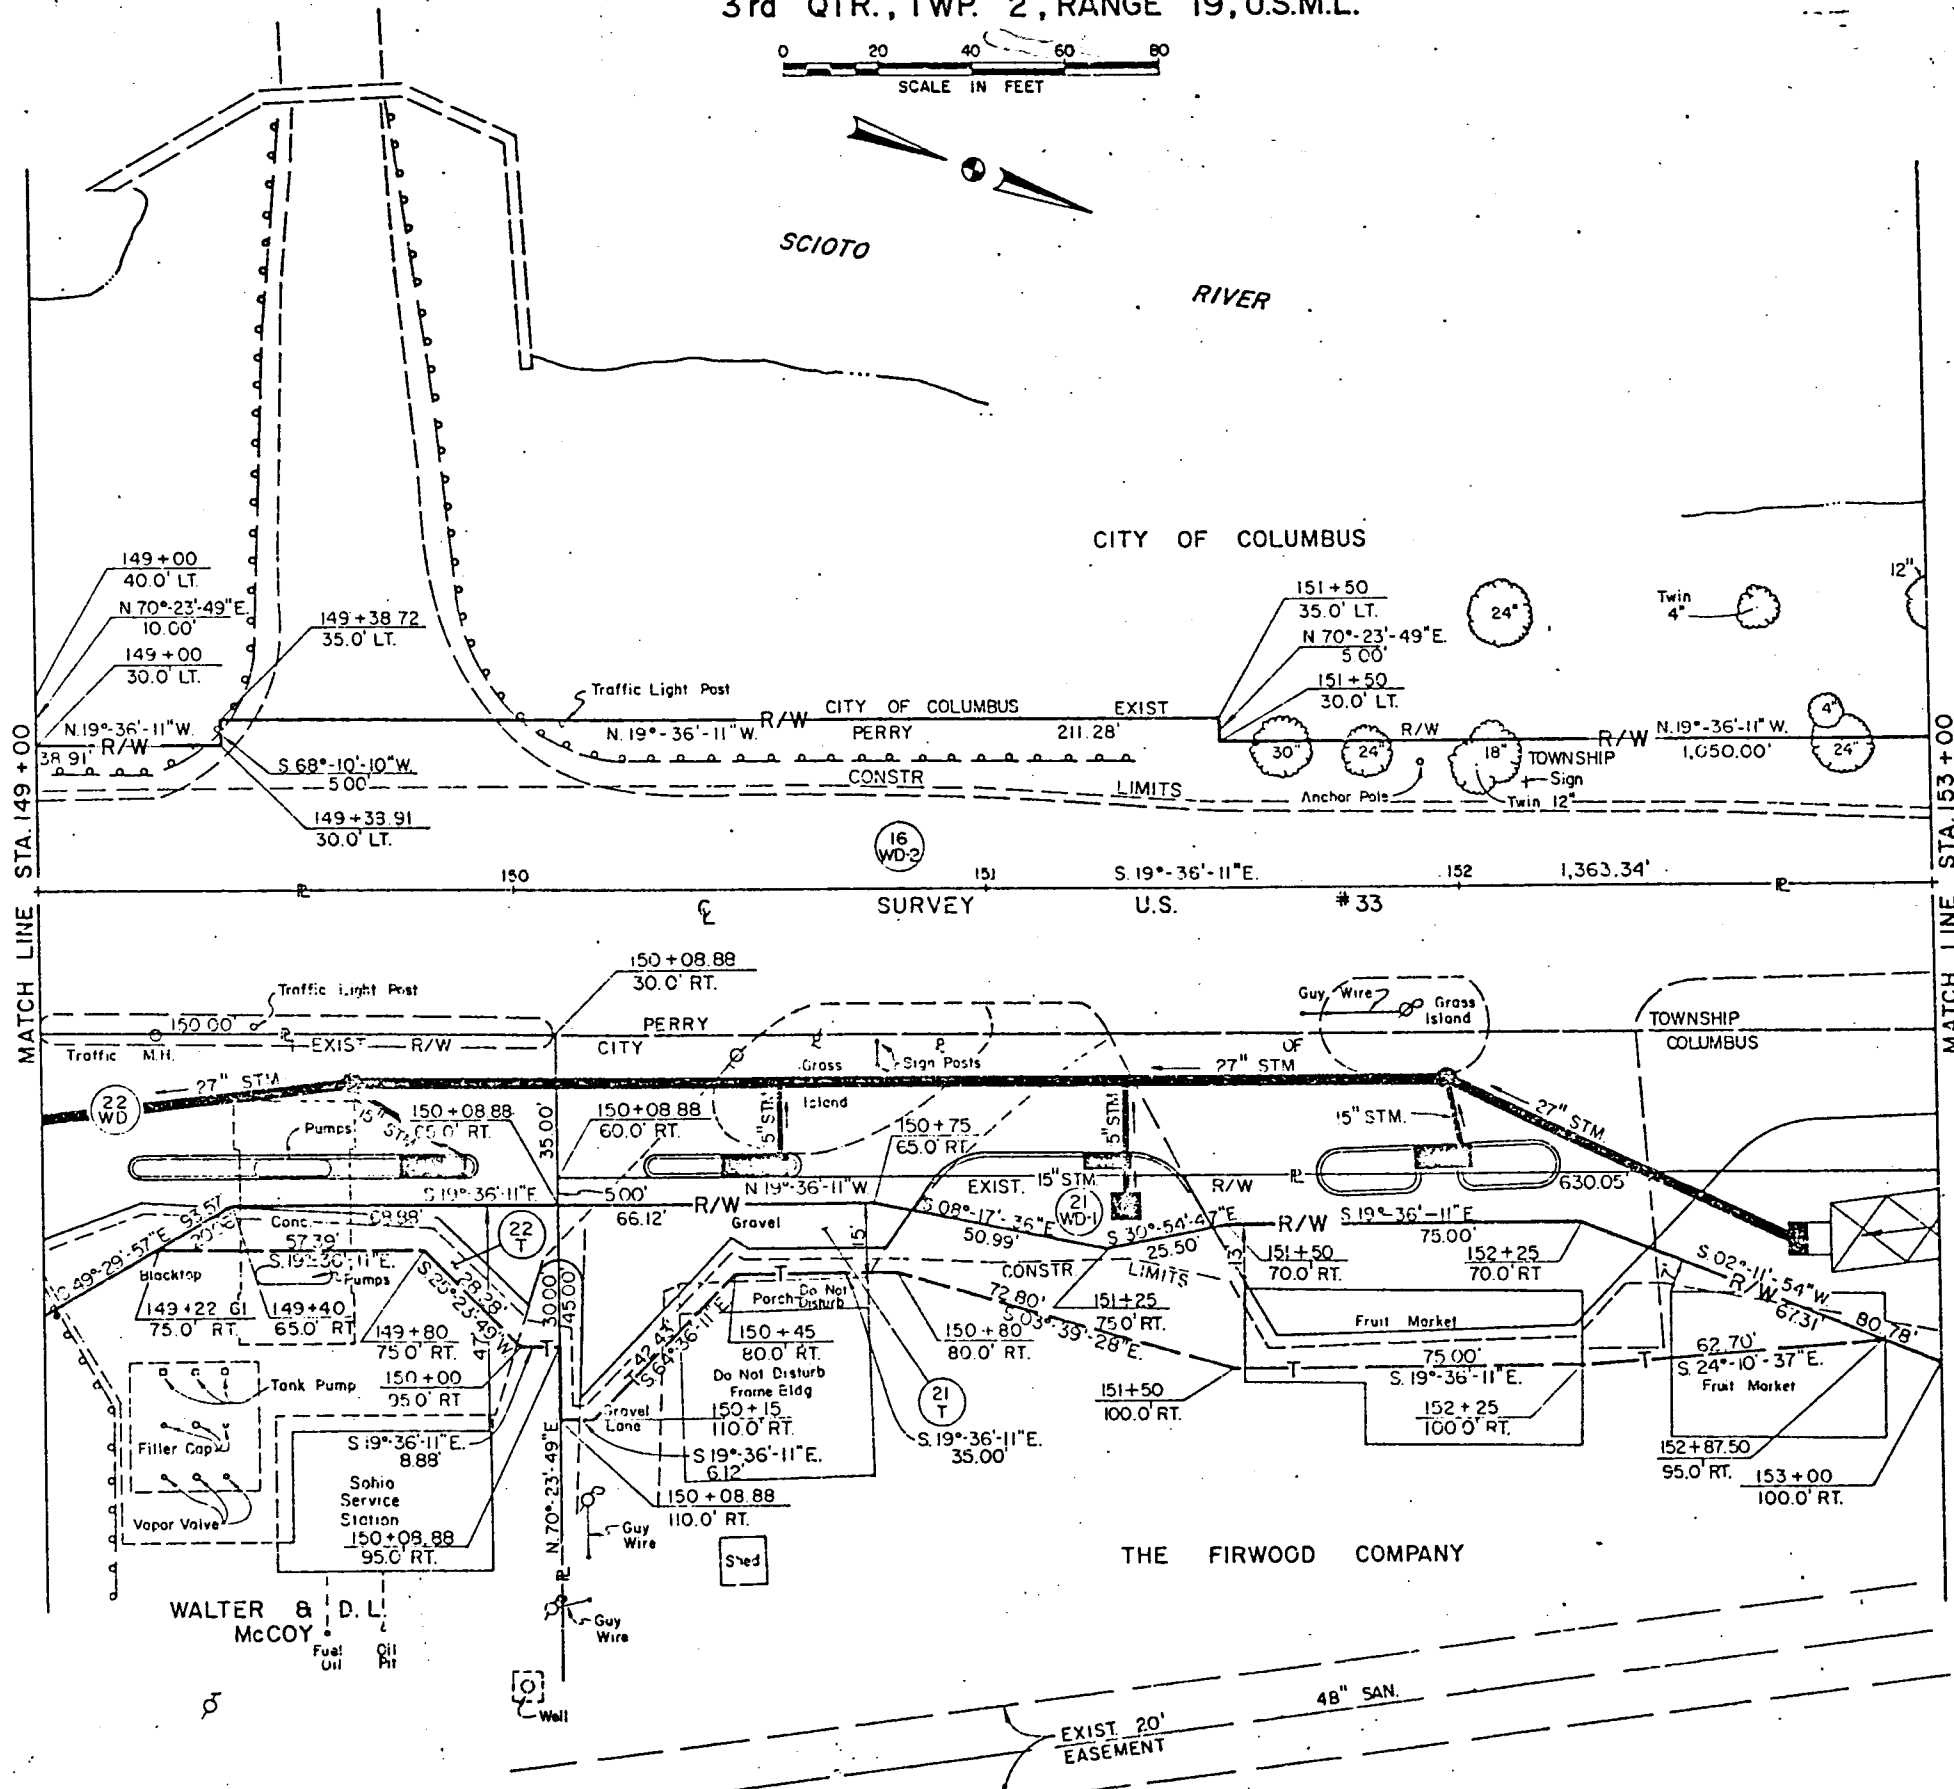 3rd QTR., TWP. 2, RANGE 19, U.S.M.L.
0 20 40 60 80
SCALE IN FEET
SCIOTO
RIVER
CITY OF COLUMBUS
149+00
40.0' LT.
N.70°-23'-49"E.
10.00'
149+00
30.0' LT.
149+38.72
35.0' LT.
151+50
35.0' LT.
N 70°-23'-49"E.
5.00'
151+50
30.0' LT.
24"
Twin
4"
12"
Traffic Light Post
N.19°-36'-11"W.
R/W
38.91'
R/W CITY OF COLUMBUS EXIST
N.19°-36'-11"W. PERRY 211.28'
30"
24"
R/W
18"
TOWNSHIP
R/W N.19°-36'-11"W.
1,050.00'
4"
24"
Sign
Anchor Pole
Twin 12"
S.68°-10'-10"W.
5.00'
CONSTR. LIMITS
149+33.91
30.0' LT.
MATCH LINE STA. 149+00
MATCH LINE STA. 153+00
16
WD-2
150 151 S.19°-36'-11"E. 152 1,363.34'
SURVEY U.S. #33
150+08.88
30.0' RT.
Traffic Light Post
150.00'
Traffic M.H.
EXIST R/W
PERRY
CITY
Sign Posts
Guy Wire
Grass
Island
OF
TOWNSHIP
COLUMBUS
Grass
Island
22
WD
27" STM
27" STM
27" STM.
15" STM
15" STM
15" STM
15" STM.
15" STM.
Pumps
150+08.88
65.0' RT.
35.00'
150+08.88
60.0' RT.
150+75
65.0' RT.
S 19°-36'-11"E.
68.88'
5.00'
66.12'
R/W
N 19°-36'-11"W
Gravel
EXIST.
R/W
630.05'
21
WD-1
S 08°-17'-36"E
50.99'
S 30°-54'-47"E
25.50'
R/W S.19°-36'-11"E
75.00'
151+50
70.0' RT.
152+25
70.0' RT
S.02°-11'-54"W.
R/W
67.31'
80.78'
S.49°-29'-57"E
93.57'
Conc.
57.39'
S.19°-36'-11"E.
Pumps
Blacktop
22
T
149+22.61
75.0' RT.
149+40
65.0' RT.
149+80
75.0' RT.
S.25°-23'-49"W
28.28'
30.00'
45.00'
150+00
95.0' RT
42.43'
S.64°-36'-11"E
15'
T
Porch
Do Not
Disturb
150+45
80.0' RT.
Do Not Disturb
Frame Bldg
150+15
110.0' RT.
150+80
80.0' RT.
CONSTR. LIMITS
72.80'
S.03°-39'-28"E.
151+25
75.0' RT.
15'
Fruit Market
75.00'
S.19°-36'-11"E.
T
62.70'
S.24°-10'-37"E.
Fruit Market
151+50
100.0' RT.
152+25
100.0' RT.
152+87.50
95.0' RT.
153+00
100.0' RT.
21
T
S.19°-36'-11"E.
35.00'
Tank Pump
Filler Cap
Vapor Valve
S.19°-36'-11"E.
8.88'
Gravel
Lane
S 19°-36'-11"E.
6.12'
150+08.88
110.0' RT.
Sohio
Service
Station
150+08.88
95.0' RT.
N.70°-23'-49"E
Guy
Wire
Shed
THE FIRWOOD COMPANY
WALTER & D. L.
McCOY
Fuel
Oil
Oil
Pit
Guy
Wire
Well
48" SAN.
EXIST. 20'
EASEMENT